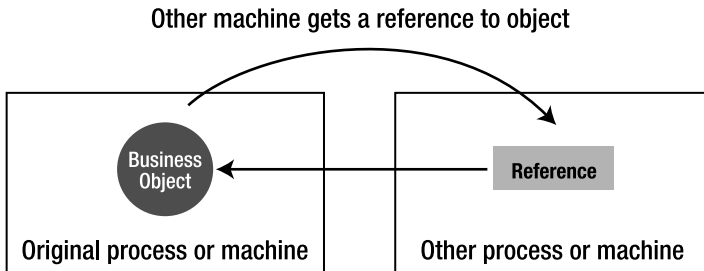 Other machine gets a reference to object
Business
Object
Reference
Original process or machine
Other process or machine